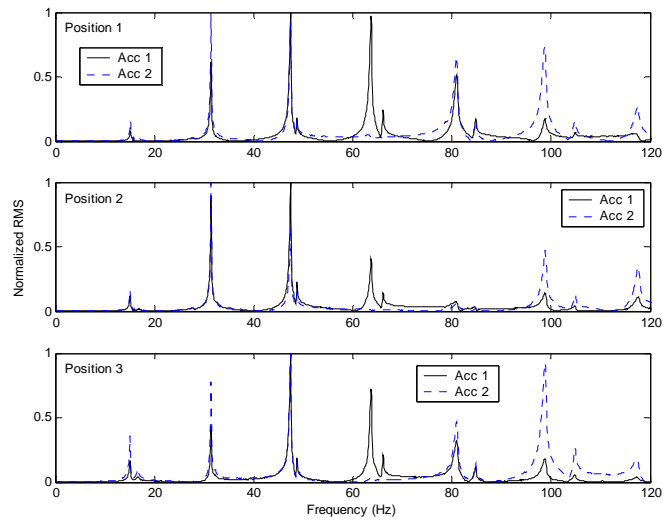 Position 1
Acc 1
Acc 2
1
0.5
0
0 20 40 60 80 100 120
Position 2
Acc 1
Acc 2
1
0.5
0
0 20 40 60 80 100 120
Normalized RMS
Position 3
Acc 1
Acc 2
1
0.5
0
0 20 40 60 80 100 120
Frequency (Hz)